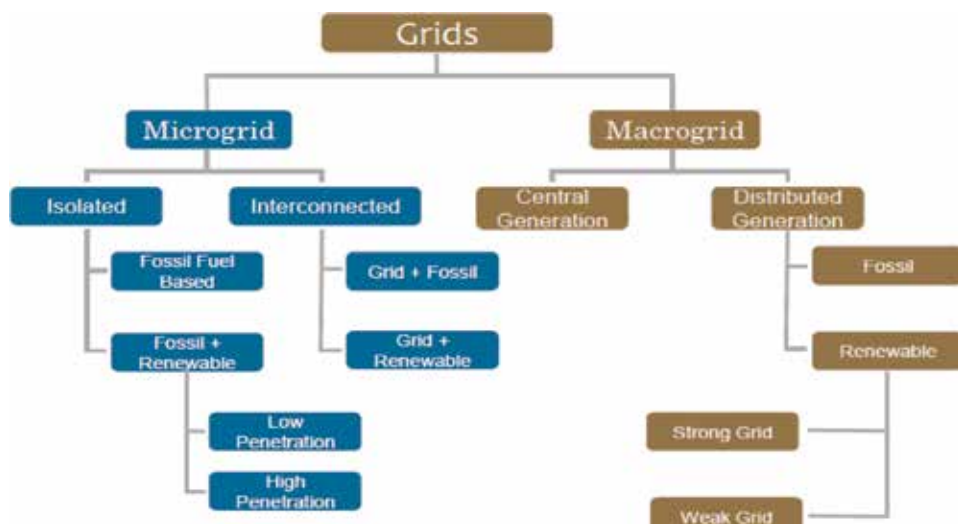 Grids
Microgrid
Macrogrid
Isolated
Interconnected
Central
Generation
Distributed
Generation
Fossil Fuel
Based
Grid + Fossil
Fossil
Fossil +
Renewable
Grid +
Renewable
Renewable
Low
Penetration
Strong Grid
High
Penetration
Weak Grid